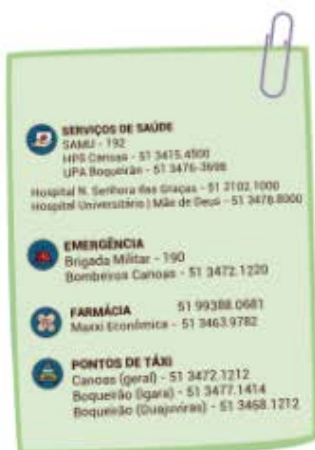 SERVIÇOS DE SAÚDE
SAMU - 192
HPS Canoas - 51 3415.4500
UPA Boqueirão - 51 3476-3698
Hospital N. Senhora das Graças - 51 2102.1000
Hospital Universitário | Mãe de Deus - 51 3478.8000
EMERGÊNCIA
Brigada Militar - 190
Bombeiros Canoas - 51 3472.1220
FARMÁCIA 51 99388.0681
Maxxi Econômica - 51 3463.9782
PONTOS DE TÁXI
Canoas (geral) - 51 3472.1212
Boqueirão (Igara) - 51 3477.1414
Boqueirão (Guajuviras) - 51 3468.1212